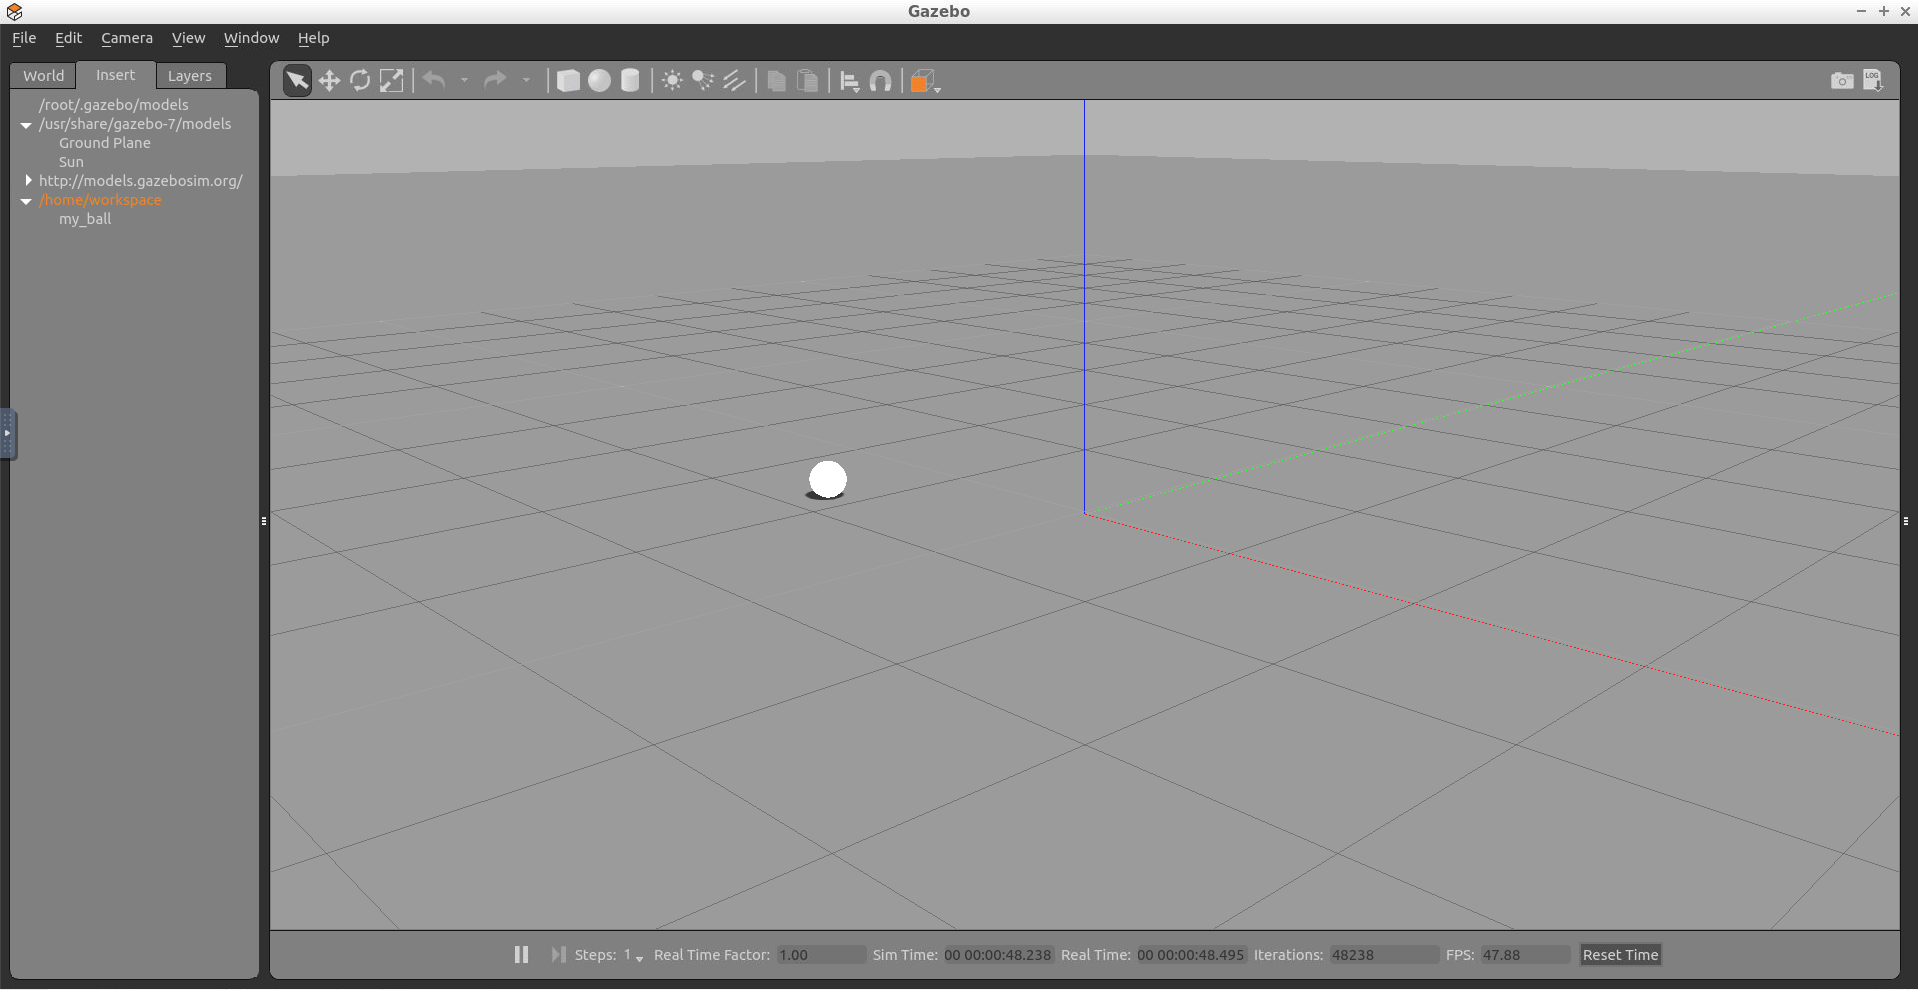 Gazebo
File Edit Camera View Window Help
World Insert Layers
LOG
/root/.gazebo/models
/usr/share/gazebo-7/models
Ground Plane
Sun
http://models.gazebosim.org/
/home/workspace
my_ball
Steps: 1 Real Time Factor: 1.00 Sim Time: 00 00:00:48.238 Real Time: 00 00:00:48.495 Iterations: 48238 FPS: 47.88 Reset Time